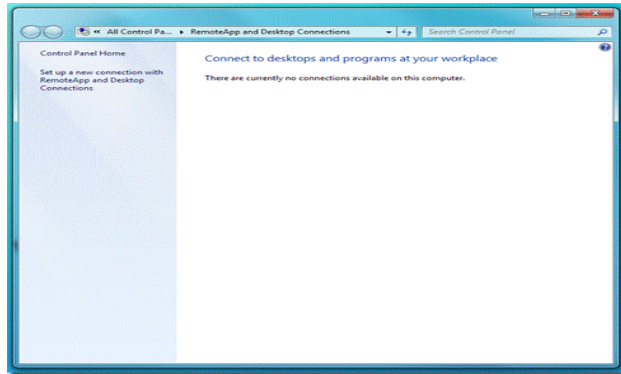 « All Control Pa... ▸ RemoteApp and Desktop Connections
Search Control Panel
Control Panel Home
Set up a new connection with
RemoteApp and Desktop
Connections
Connect to desktops and programs at your workplace
There are currently no connections available on this computer.